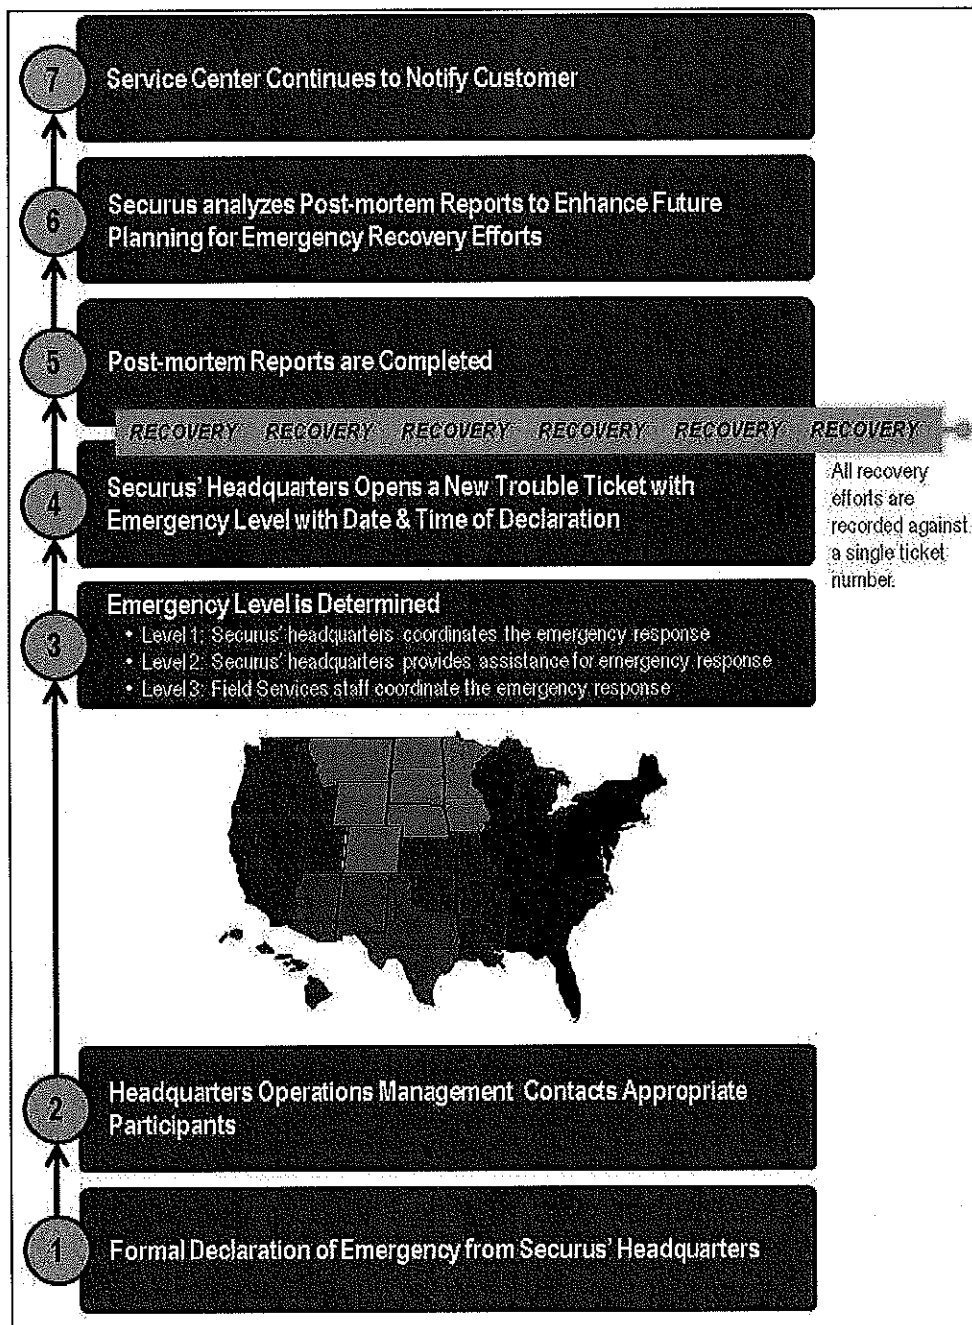 7
Service Center Continues to Notify Customer
6
Securus analyzes Post-mortem Reports to Enhance Future
Planning for Emergency Recovery Efforts
5
Post-mortem Reports are Completed
RECOVERY RECOVERY RECOVERY RECOVERY RECOVERY RECOVERY
4
Securus' Headquarters Opens a New Trouble Ticket with
Emergency Level with Date & Time of Declaration
All recovery
efforts are
recorded against
a single ticket
number.
3
Emergency Level is Determined
• Level 1: Securus' headquarters coordinates the emergency response
• Level 2: Securus' headquarters provides assistance for emergency response
• Level 3: Field Services staff coordinate the emergency response
2
Headquarters Operations Management Contacts Appropriate
Participants
1
Formal Declaration of Emergency from Securus' Headquarters